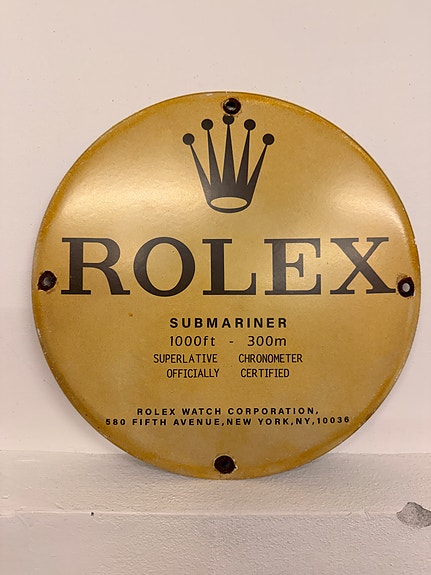 ROLEX
SUBMARINER
1000ft - 300m
SUPERLATIVE CHRONOMETER
OFFICIALLY CERTIFIED
ROLEX WATCH CORPORATION,
580 FIFTH AVENUE,NEW YORK,NY,10036